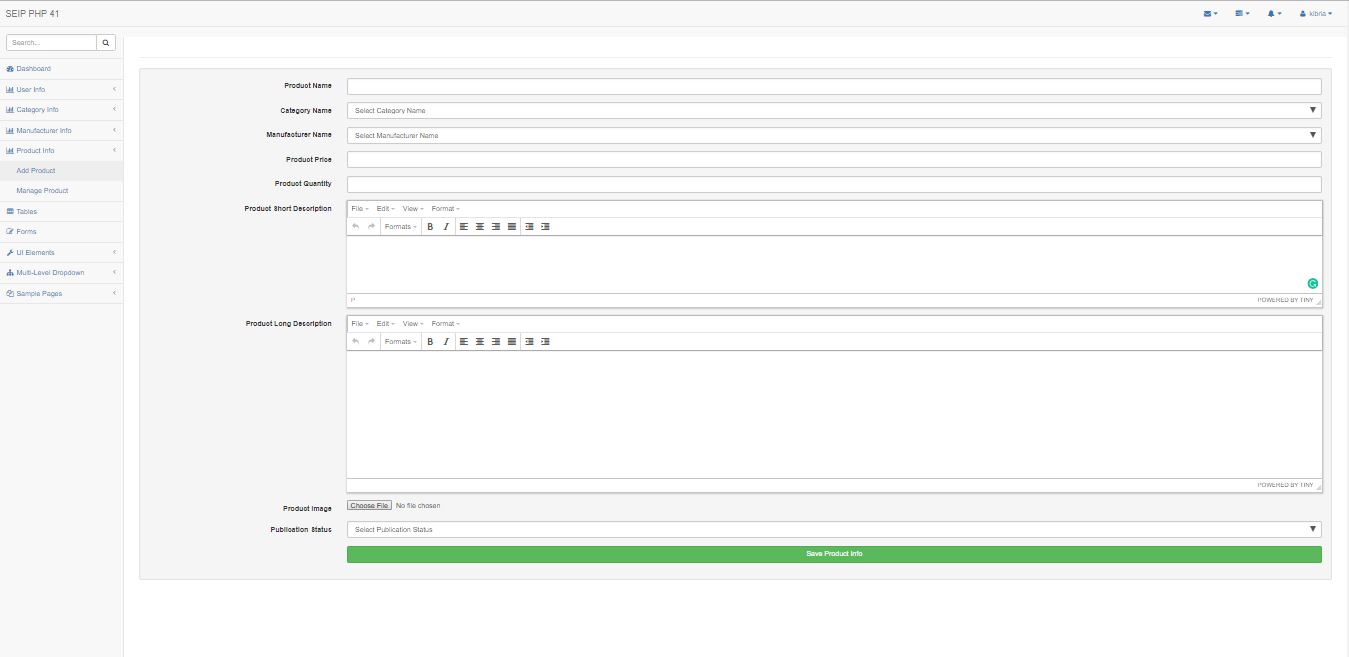 SEIP PHP 41
kibria
Search...
Dashboard
User Info
Category Info
Manufacturer Info
Product Info
Add Product
Manage Product
Tables
Forms
UI Elements
Multi-Level Dropdown
Sample Pages
Product Name
Category Name
Select Category Name
Manufacturer Name
Select Manufacturer Name
Product Price
Product Quantity
Product Short Description
File Edit View Format
Formats B I
P POWERED BY TINY
Product Long Description
File Edit View Format
Formats B I
POWERED BY TINY
Product Image
Choose File No file chosen
Publication Status
Select Publication Status
Save Product Info